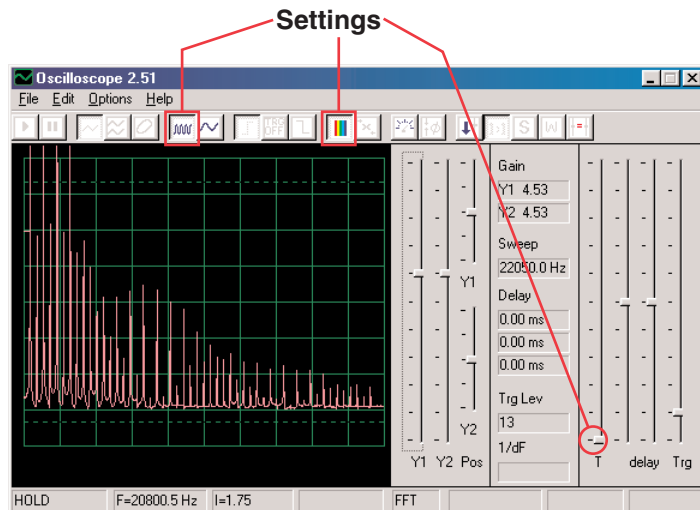 Settings
Oscilloscope 2.51
File Edit Options Help
TRG OFF
S W
Gain
Y1 4.53
Y2 4.53
Sweep
22050.0 Hz
Delay
0.00 ms
0.00 ms
0.00 ms
Trg Lev
13
1/dF
Y1
Y2
Y1 Y2 Pos
T delay Trg
HOLD F=20800.5 Hz I=1.75 FFT